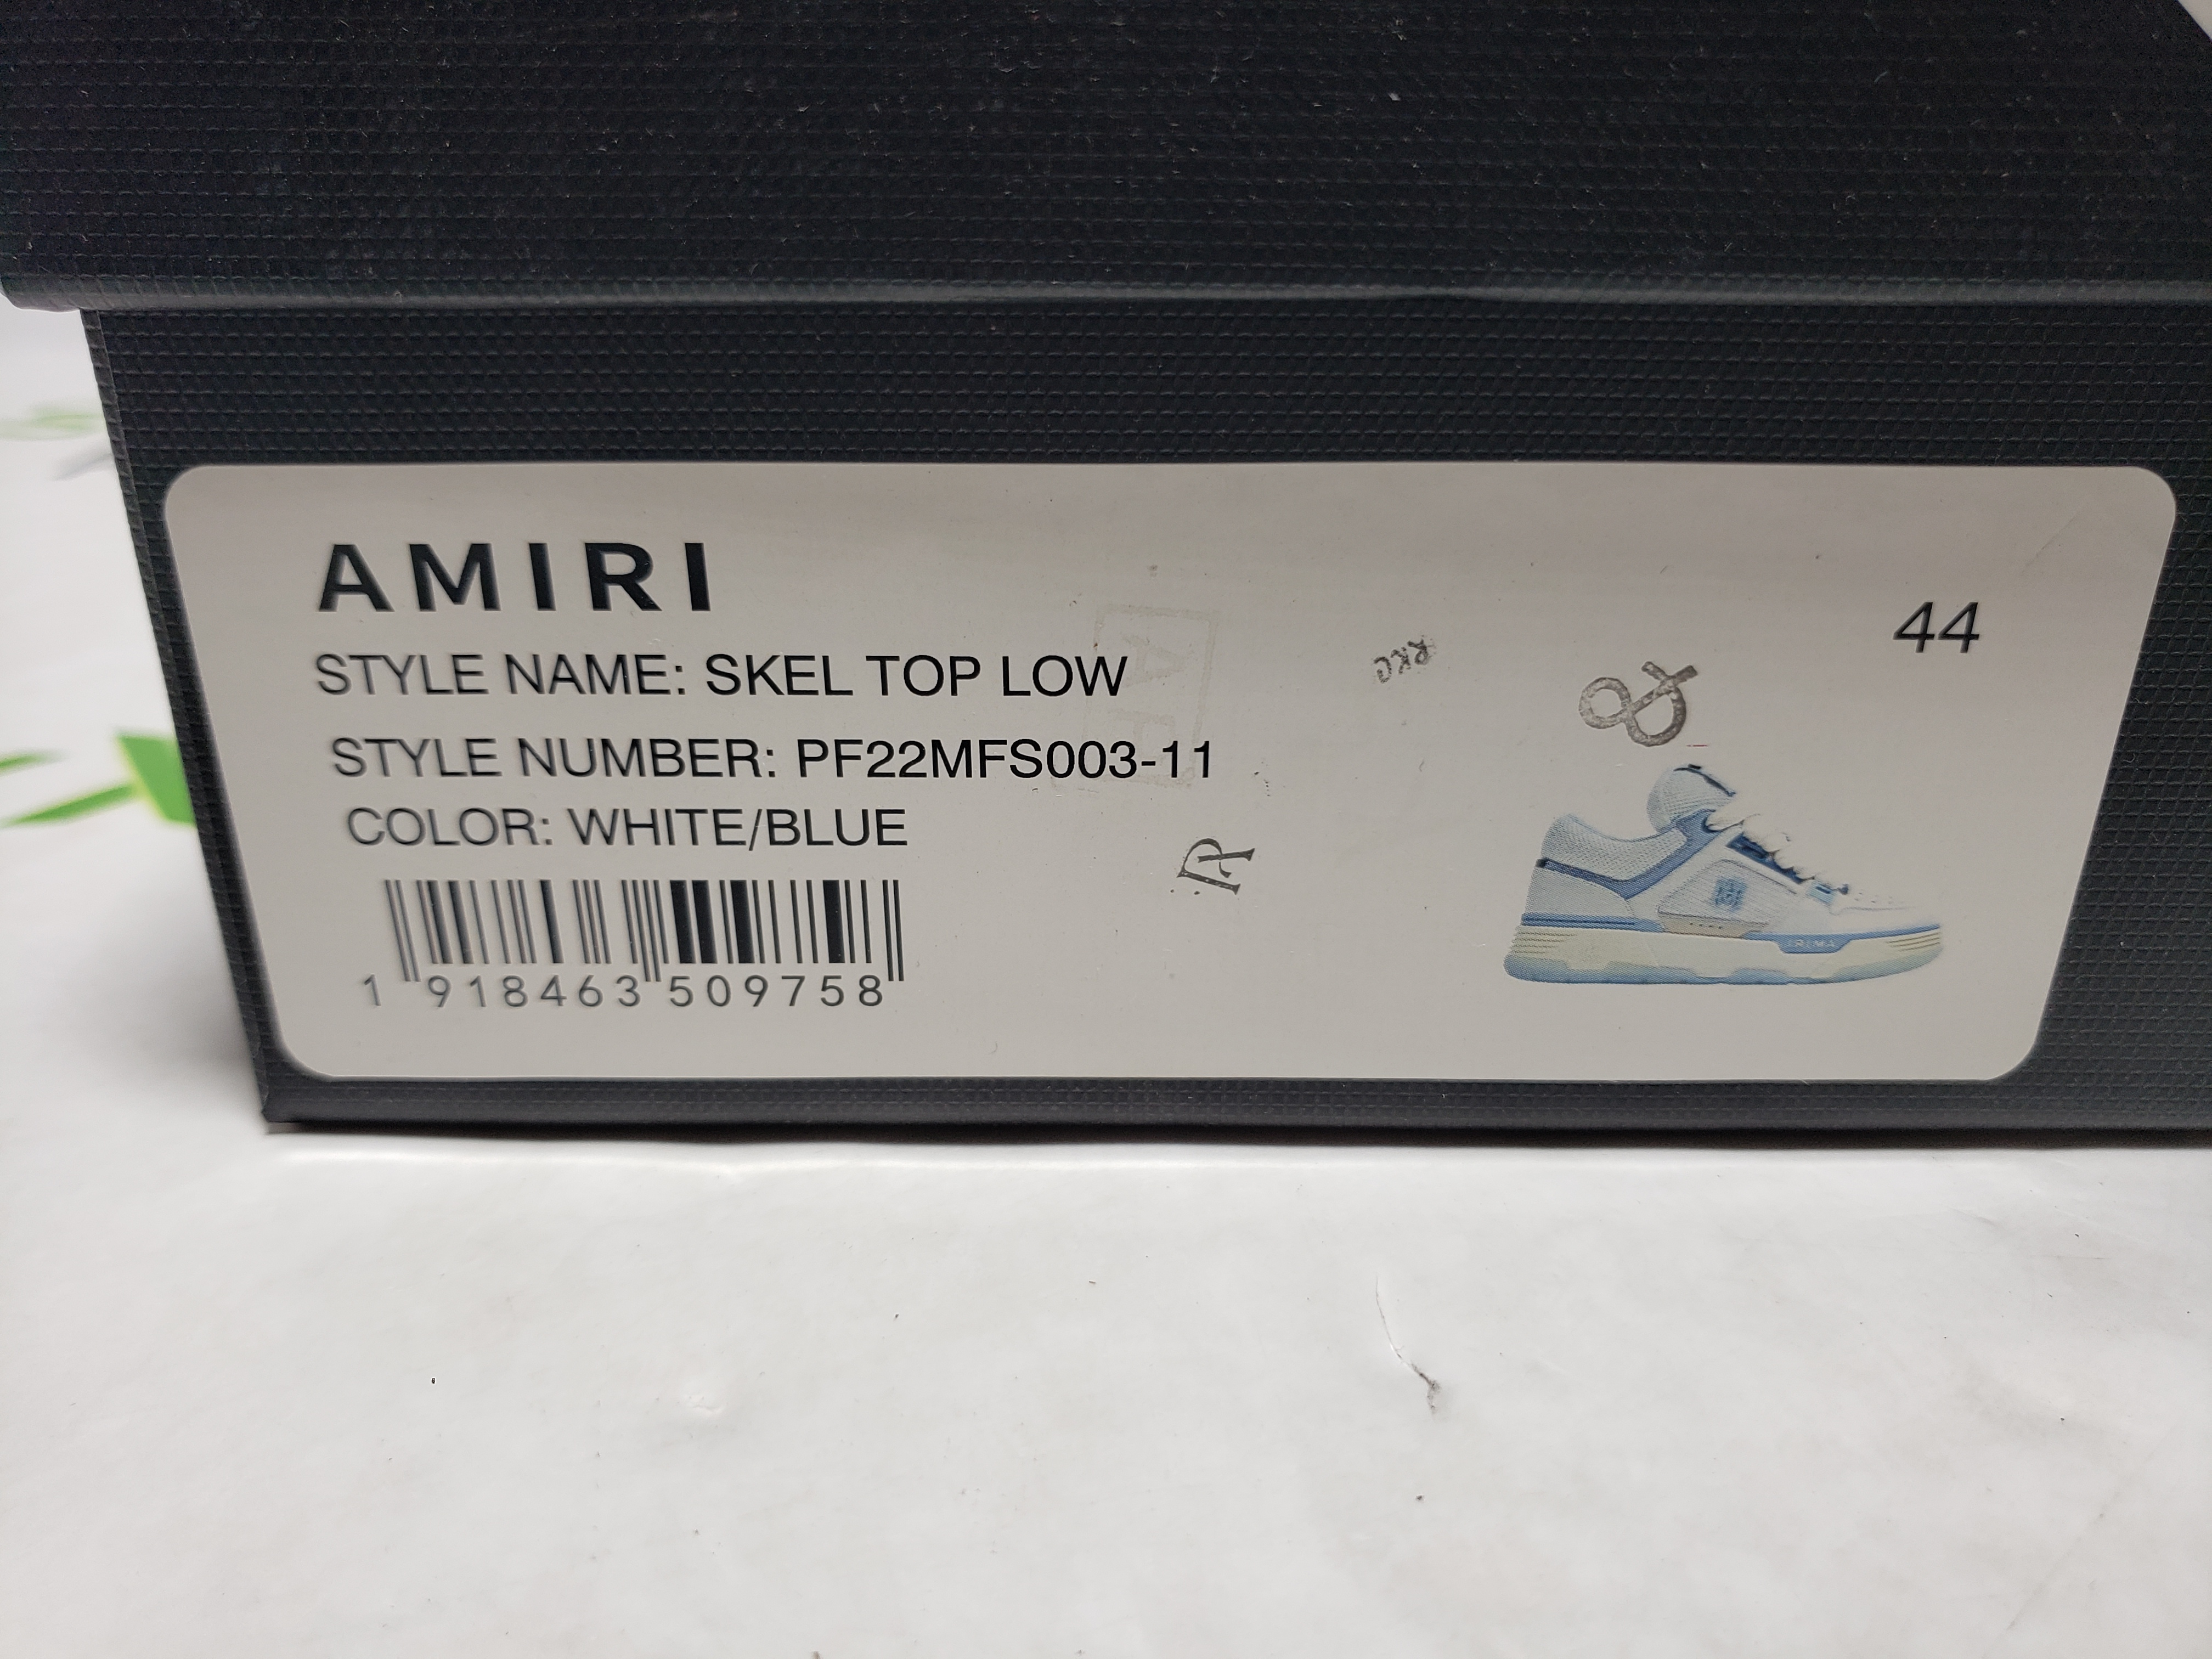 AMIRI
44
STYLE NAME: SKEL TOP LOW
STYLE NUMBER: PF22MFS003-11
COLOR: WHITE/BLUE
1 918463 509758